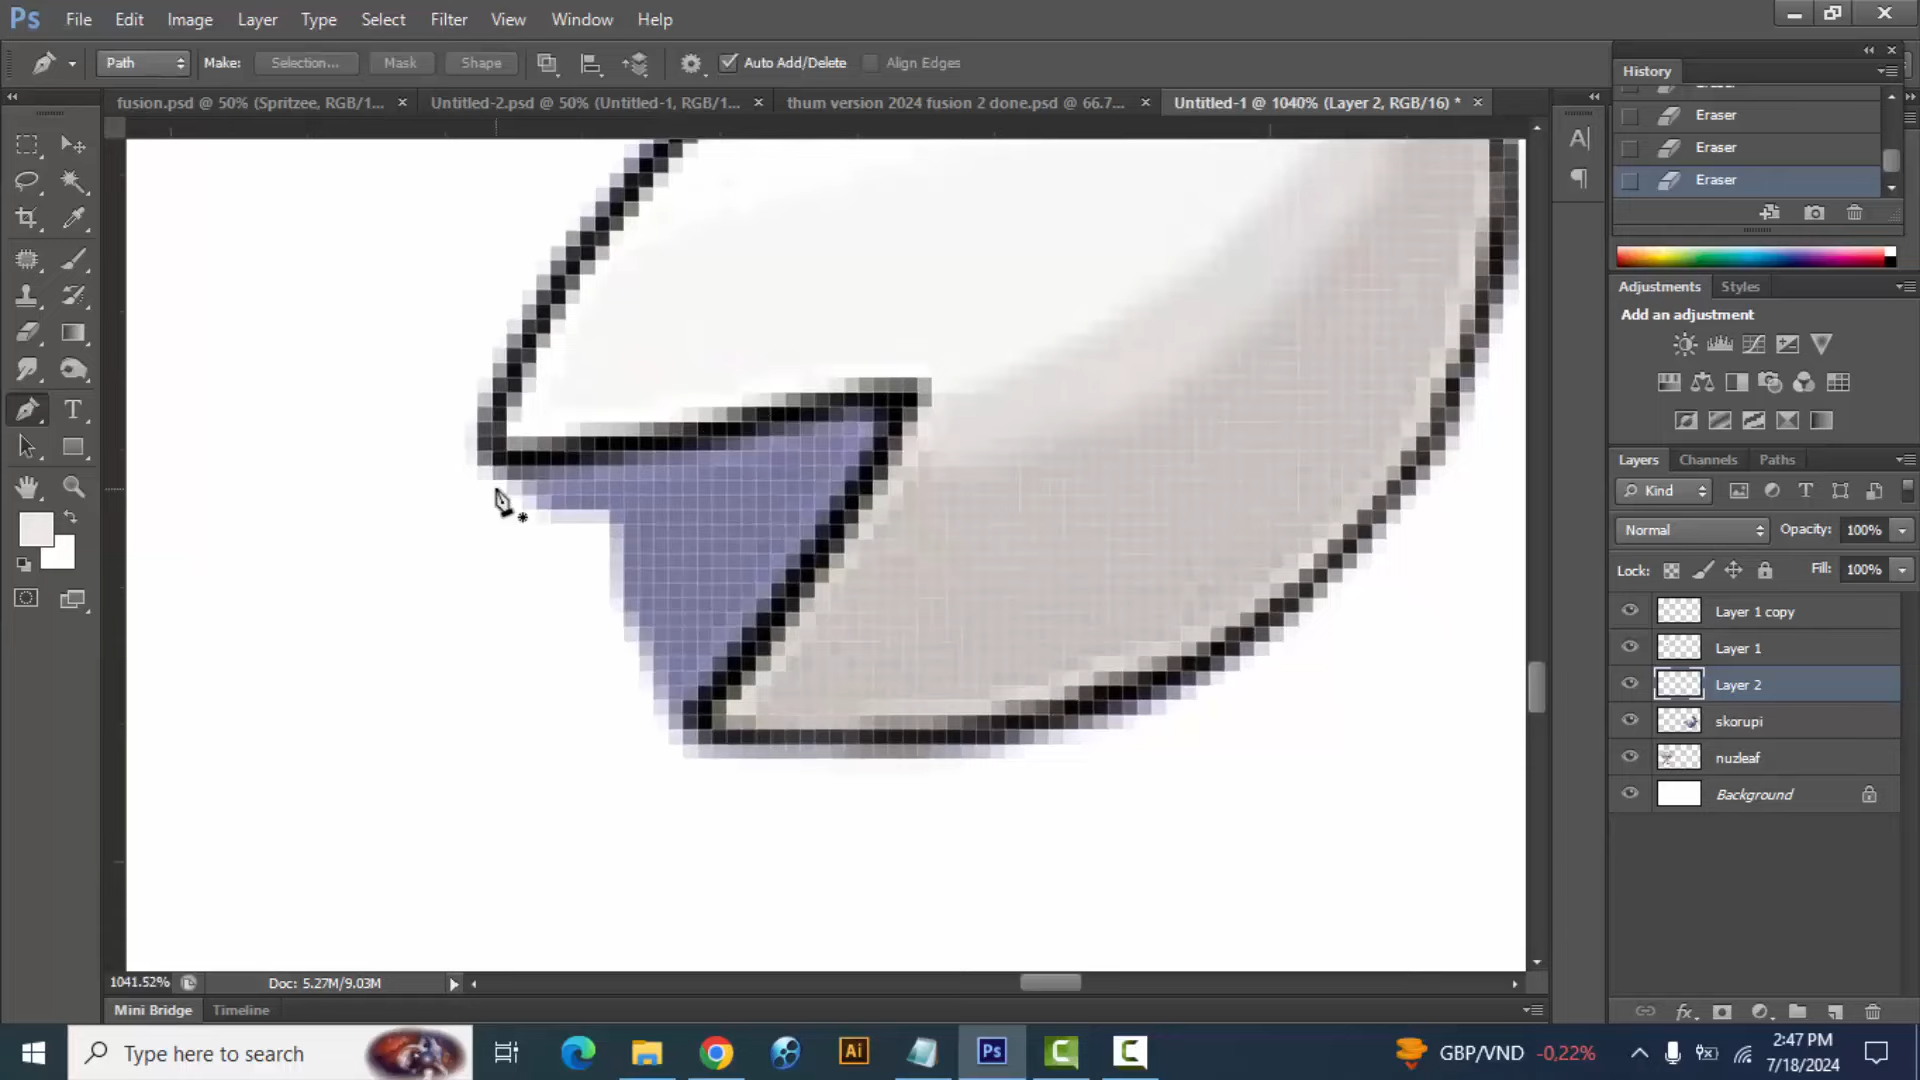 Ps File Edit Image Layer Type Select Filter View Window Help
Path Make: Selection... Mask Shape Auto Add/Delete Align Edges
fusion.psd @ 50% (Spritzee, RGB/1... Untitled-2.psd @ 50% (Untitled-1, RGB/1... thum version 2024 fusion 2 done.psd @ 66.7... Untitled-1 @ 1040% (Layer 2, RGB/16) *
History
Eraser
Eraser
Eraser
Adjustments Styles
Add an adjustment
Layers Channels Paths
Kind
Normal Opacity: 100%
Lock: Fill: 100%
Layer 1 copy
Layer 1
Layer 2
skorupi
nuzleaf
Background
fx
1041.52% Doc: 5.27M/9.03M
Mini Bridge Timeline
Type here to search Ai Ps GBP/VND -0,22% 2:47 PM
7/18/2024